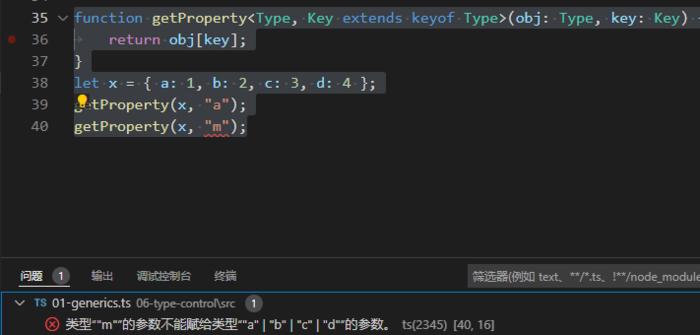 35 function getProperty<Type, Key extends keyof Type>(obj: Type, key: Key)
36 return obj[key];
37 }
38 let x = { a: 1, b: 2, c: 3, d: 4 };
39 getProperty(x, "a");
40 getProperty(x, "m");
问题 1 输出 调试控制台 终端 筛选器(例如 text、**/*.ts、!**/node_module
TS 01-generics.ts 06-type-control\src 1
类型“"m"”的参数不能赋给类型“"a" | "b" | "c" | "d"”的参数。 ts(2345) [40, 16]